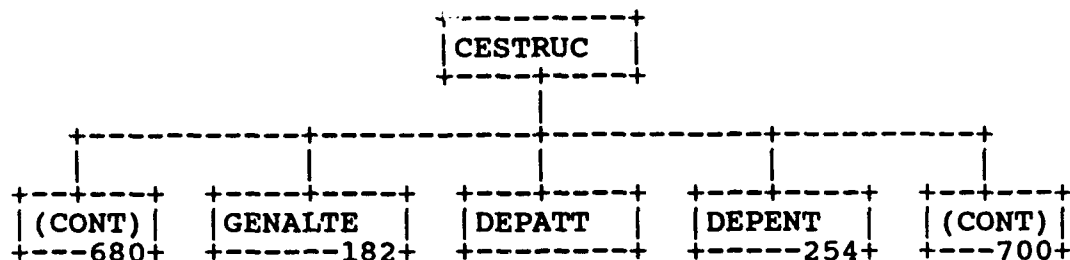 CESTRUC
(CONT) GENALTE DEPATT DEPENT (CONT)
680 182 254 700